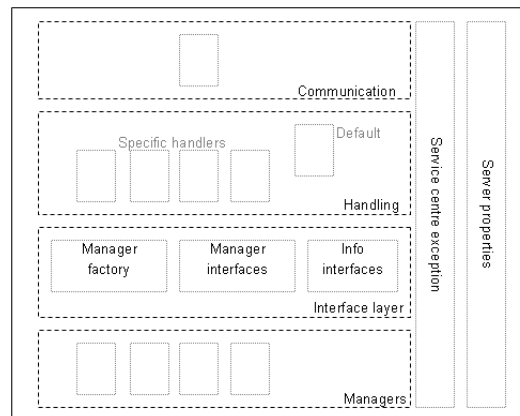 Communication
Specific handlers
Default
Handling
Manager
factory
Manager
interfaces
Info
interfaces
Interface layer
Managers
Service centre exception
Server properties